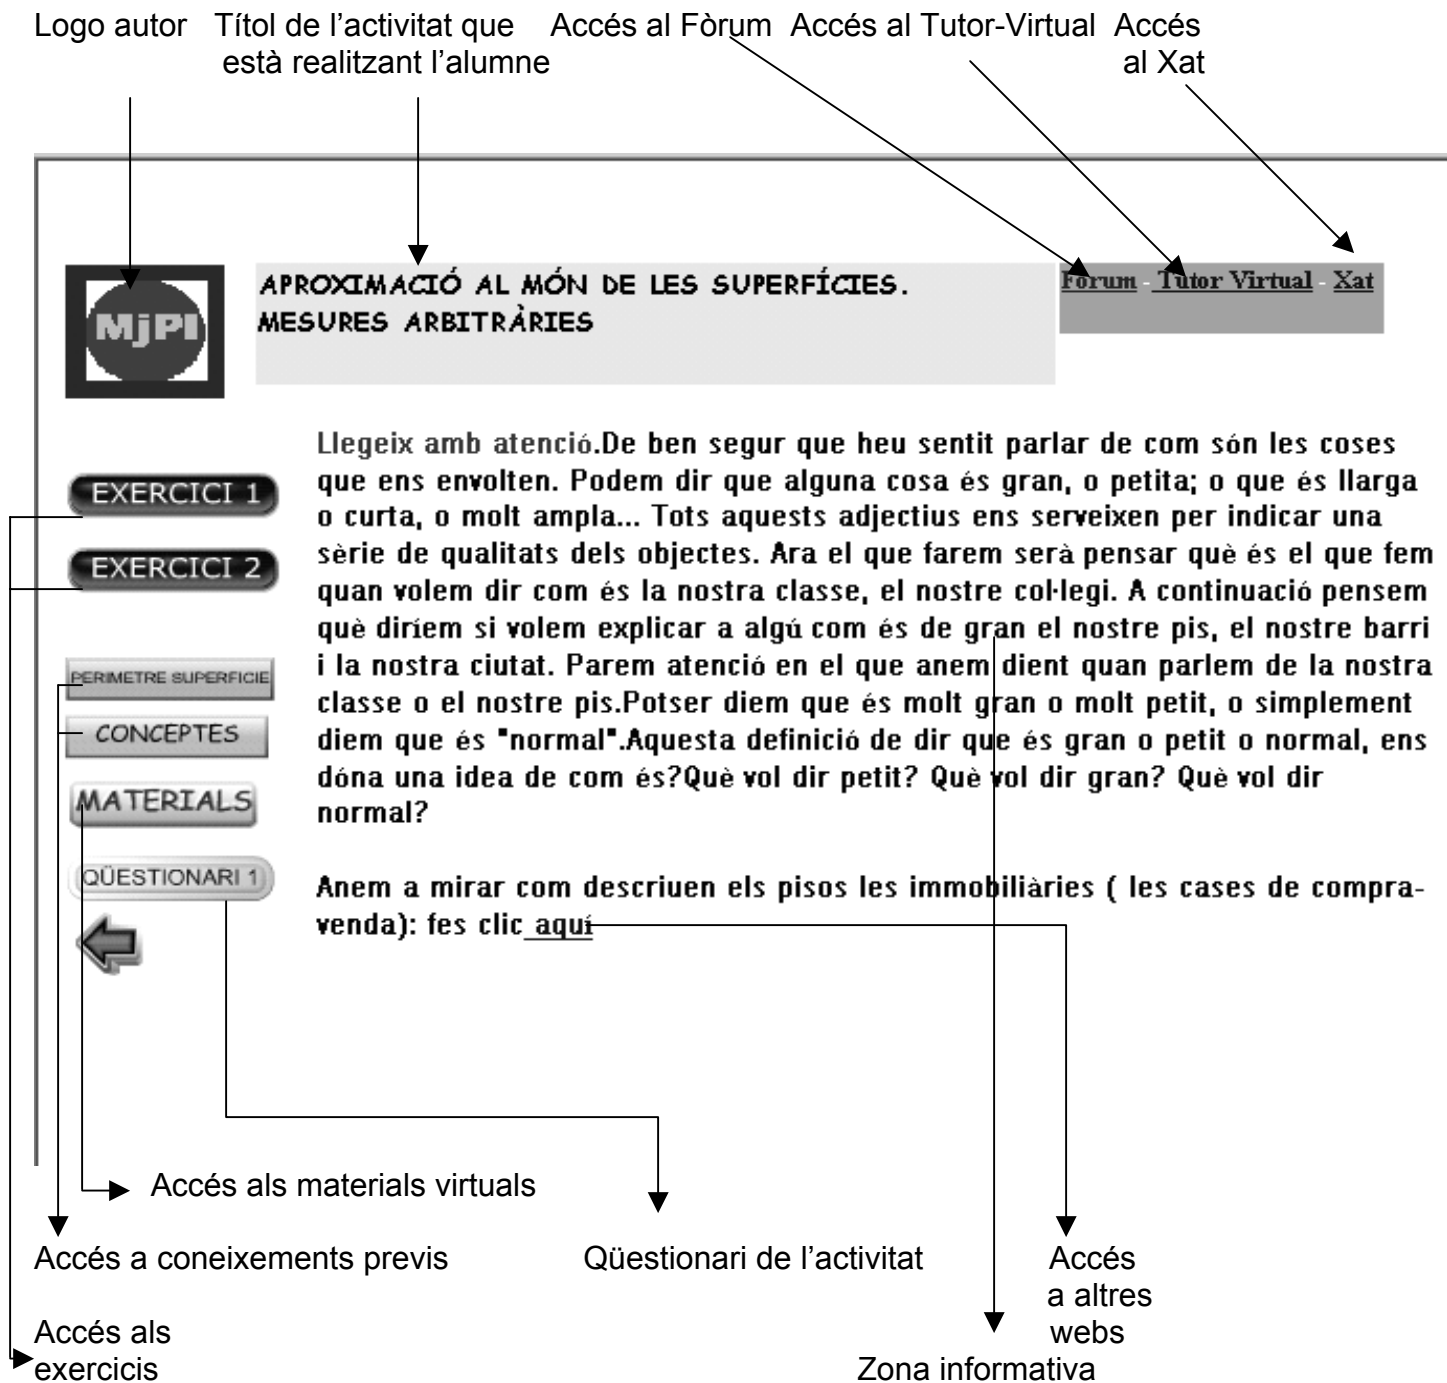 Logo autor Títol de l’activitat que Accés al Fòrum Accés al Tutor-Virtual Accés
està realitzant l’alumne al Xat
MjPI
APROXIMACIÓ AL MÓN DE LES SUPERFÍCIES.
MESURES ARBITRÀRIES
Fòrum - Tutor Virtual - Xat
EXERCICI 1
EXERCICI 2
PERIMETRE SUPERFICIE
CONCEPTES
MATERIALS
QÜESTIONARI 1
Llegeix amb atenció.De ben segur que heu sentit parlar de com són les coses
que ens envolten. Podem dir que alguna cosa és gran, o petita; o que és llarga
o curta, o molt ampla... Tots aquests adjectius ens serveixen per indicar una
sèrie de qualitats dels objectes. Ara el que farem serà pensar què és el que fem
quan volem dir com és la nostra classe, el nostre col·legi. A continuació pensem
què diríem si volem explicar a algú com és de gran el nostre pis, el nostre barri
i la nostra ciutat. Parem atenció en el que anem dient quan parlem de la nostra
classe o el nostre pis.Potser diem que és molt gran o molt petit, o simplement
diem que és "normal".Aquesta definició de dir que és gran o petit o normal, ens
dóna una idea de com és?Què vol dir petit? Què vol dir gran? Què vol dir
normal?
Anem a mirar com descriuen els pisos les immobiliàries ( les cases de compra-
venda): fes clic aquí
Accés als materials virtuals
Accés a coneixements previs Qüestionari de l’activitat Accés
a altres
webs
Accés als
exercicis
Zona informativa